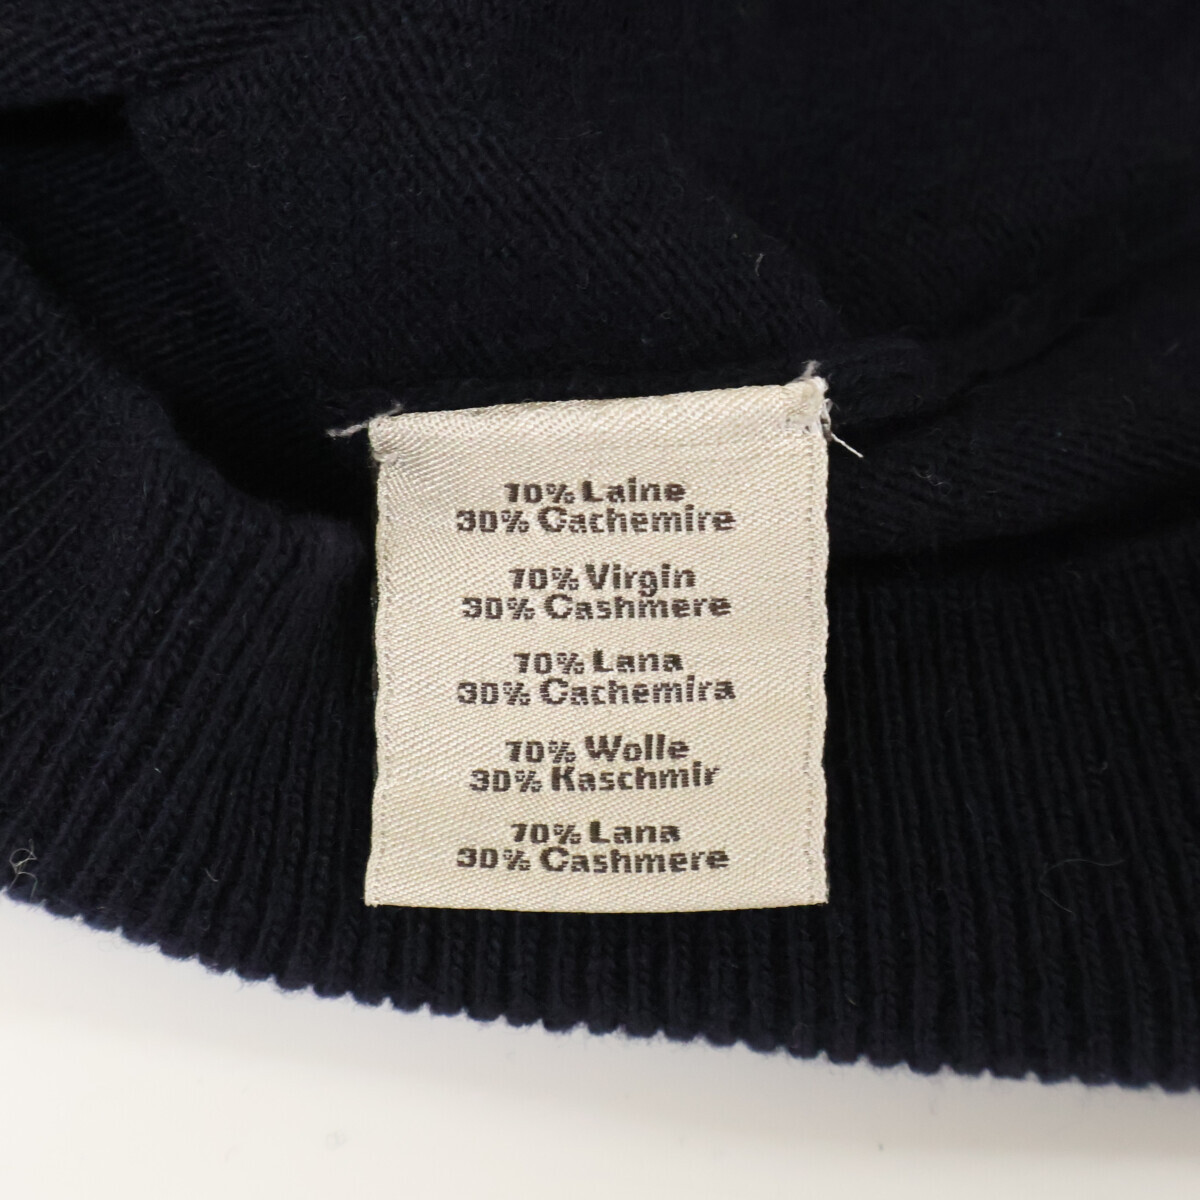 70% Laine
30% Cachemire
70% Virgin
30% Cashmere
70% Lana
30% Cachemira
70% Wolle
30% Kaschmir
70% Lana
30% Cashmere